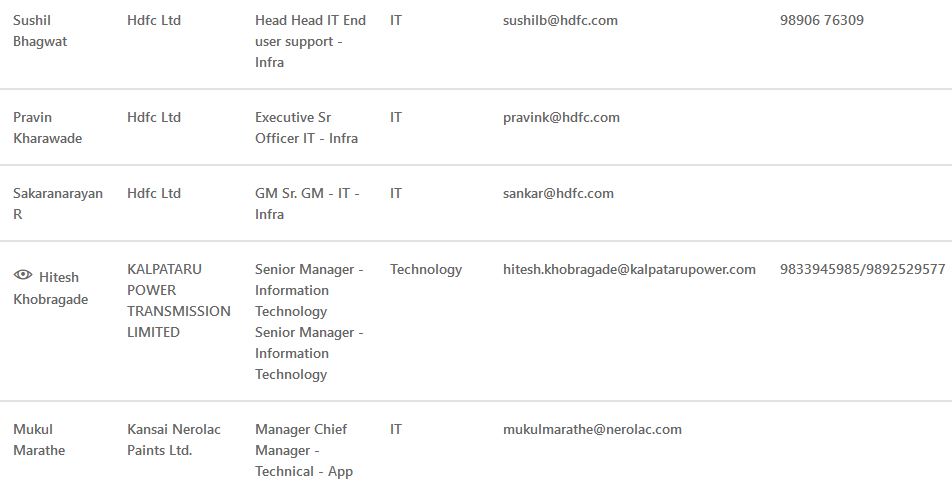 Sushil Bhagwat Hdfc Ltd Head Head IT End user support - Infra IT sushilb@hdfc.com 98906 76309
Pravin Kharawade Hdfc Ltd Executive Sr Officer IT - Infra IT pravink@hdfc.com
Sakaranarayan R Hdfc Ltd GM Sr. GM - IT - Infra IT sankar@hdfc.com
Hitesh Khobragade KALPATARU POWER TRANSMISSION LIMITED Senior Manager - Information Technology Senior Manager - Information Technology Technology hitesh.khobragade@kalpatarupower.com 9833945985/9892529577
Mukul Marathe Kansai Nerolac Paints Ltd. Manager Chief Manager - Technical - App IT mukulmarathe@nerolac.com